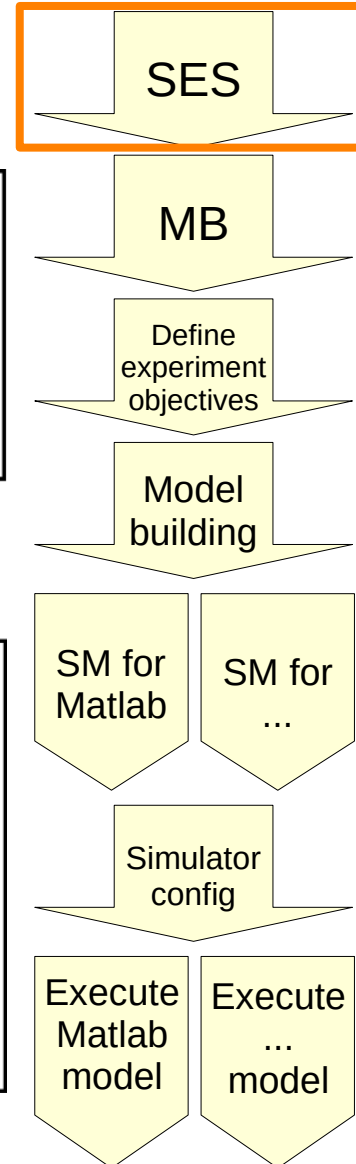 SES
MB
Define
experiment
objectives
Model
building
SM for
Matlab
SM for
...
Simulator
config
Execute
Matlab
model
Execute
...
model